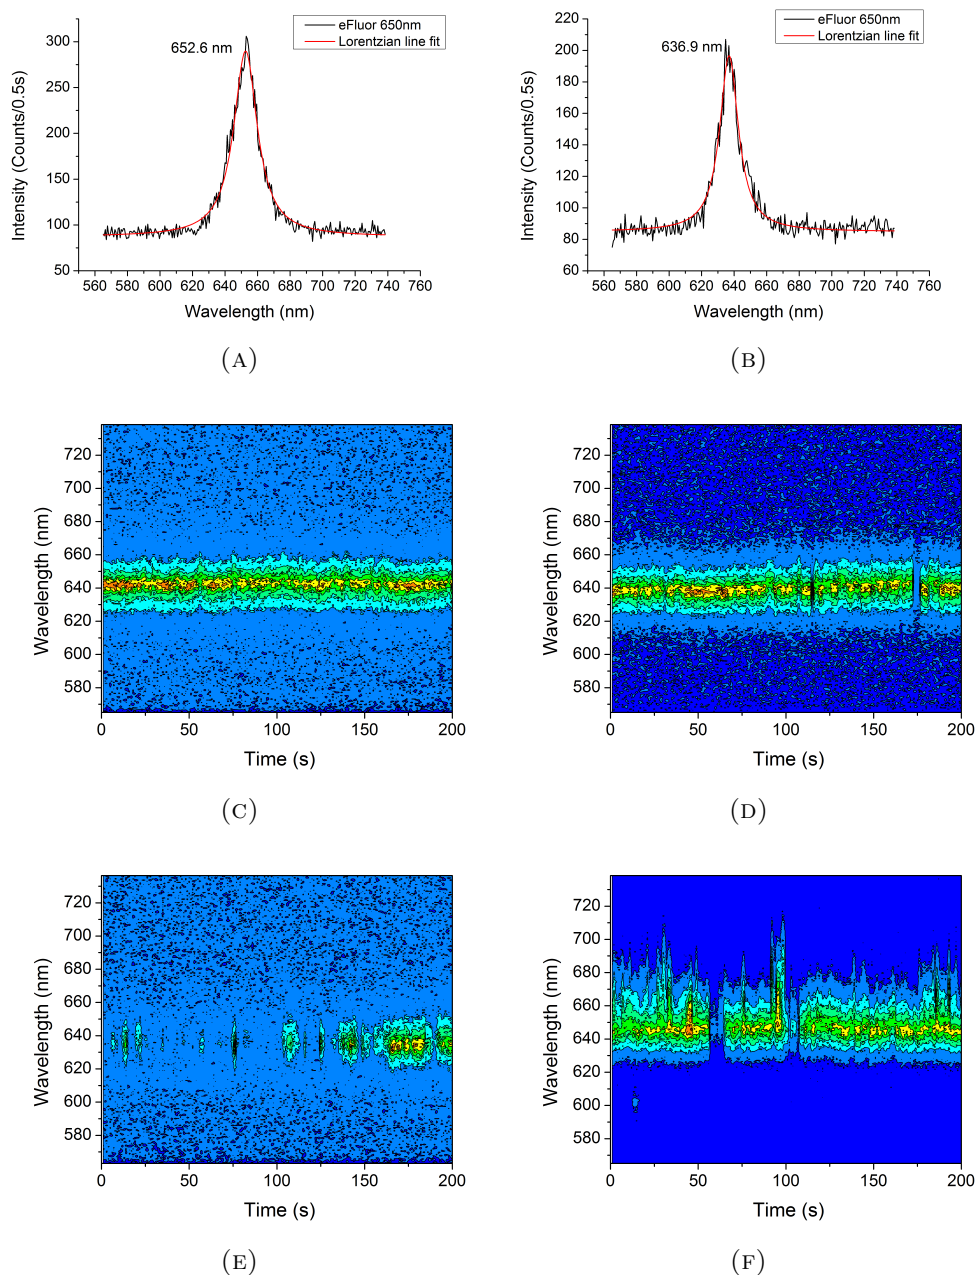 eFluor 650nm
Lorentzian line fit
652.6 nm
300
250
200
150
100
50
Intensity (Counts/0.5s)
560 580 600 620 640 660 680 700 720 740 760
Wavelength (nm)
(A)
eFluor 650nm
Lorentzian line fit
636.9 nm
220
200
180
160
140
120
100
80
60
Intensity (Counts/0.5s)
560 580 600 620 640 660 680 700 720 740 760
Wavelength (nm)
(B)
720
700
680
660
640
620
600
580
Wavelength (nm)
0 50 100 150 200
Time (s)
(C)
720
700
680
660
640
620
600
580
Wavelength (nm)
0 50 100 150 200
Time (s)
(D)
720
700
680
650
640
620
600
580
Wavelength (nm)
0 50 100 150 200
Time (s)
(E)
720
700
680
660
640
620
600
580
Wavelength (nm)
0 50 100 150 200
Time (s)
(F)